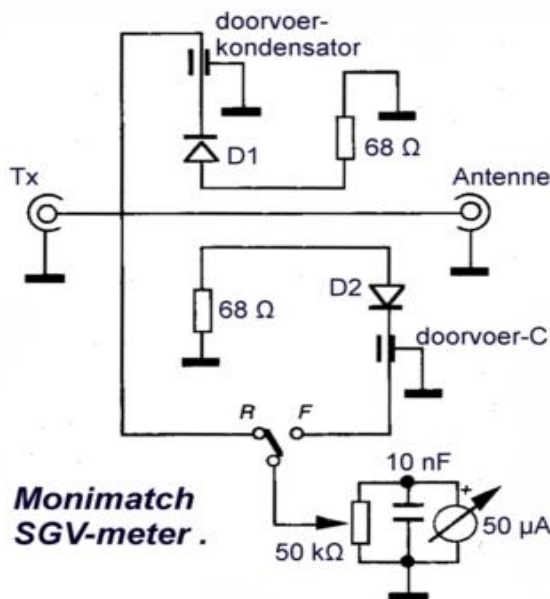 doorvoer-
kondensator
D1
68 Ω
Tx
Antenne
D2
68 Ω
doorvoer-C
R
F
10 nF
+
50 kΩ
50 µA
Monimatch
SGV-meter .